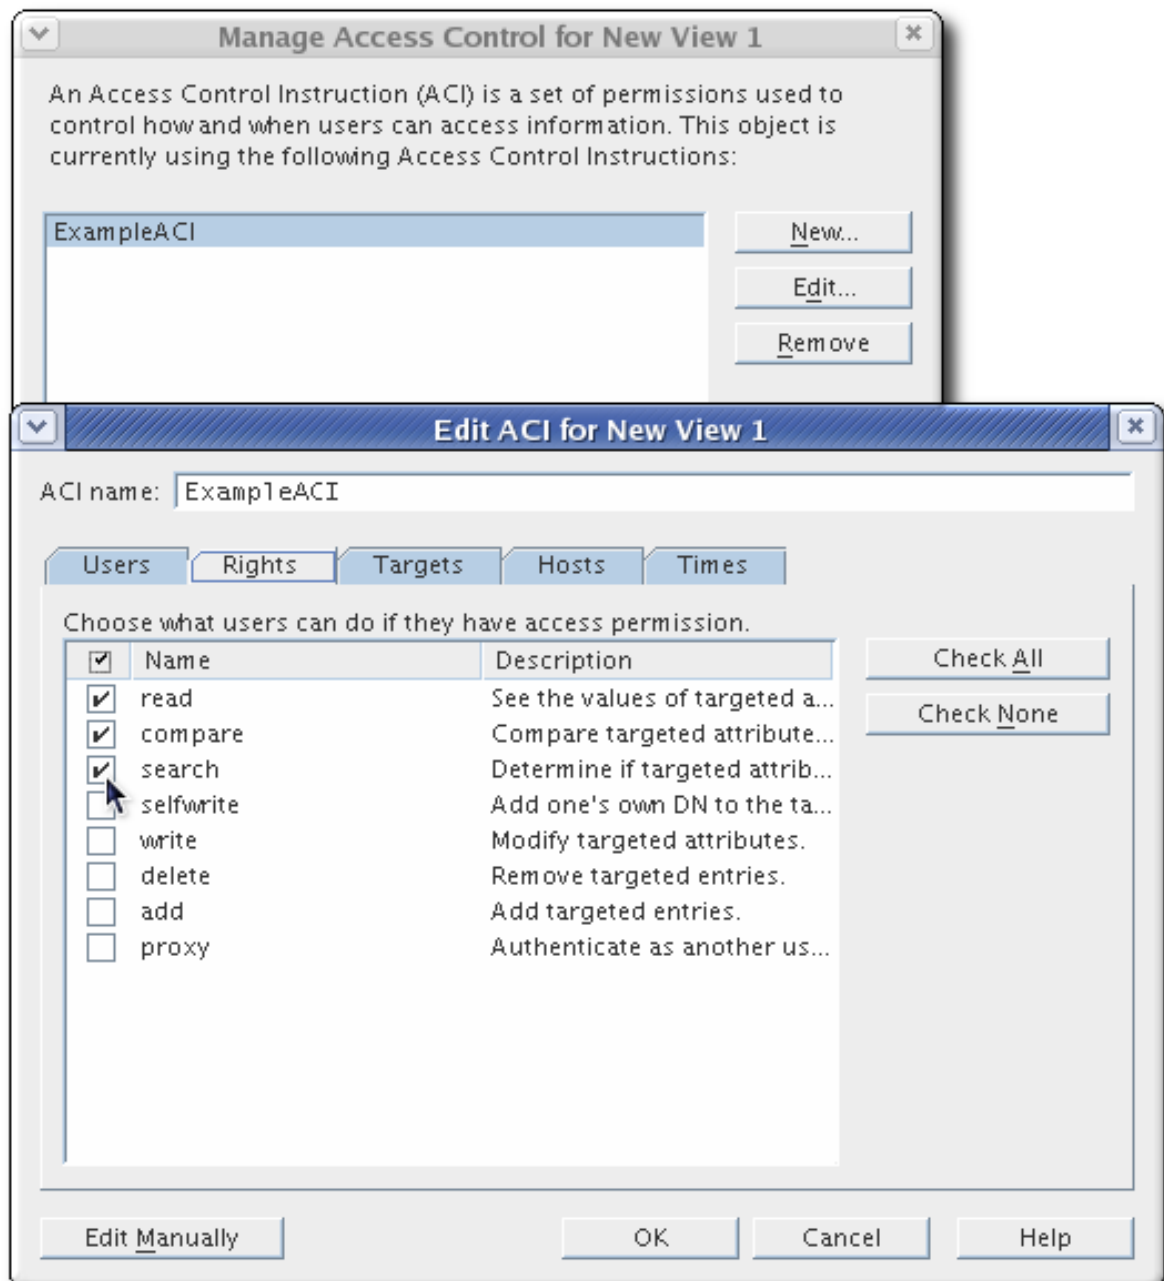 Manage Access Control for New View 1
An Access Control Instruction (ACI) is a set of permissions used to
control how and when users can access information. This object is
currently using the following Access Control Instructions:
ExampleACI
New...
Edit...
Remove
Edit ACI for New View 1
ACI name: ExampleACI
Users Rights Targets Hosts Times
Choose what users can do if they have access permission.
Name Description
Check All
read See the values of targeted a...
Check None
compare Compare targeted attribute...
search Determine if targeted attrib...
selfwrite Add one's own DN to the ta...
write Modify targeted attributes.
delete Remove targeted entries.
add Add targeted entries.
proxy Authenticate as another us...
Edit Manually OK Cancel Help